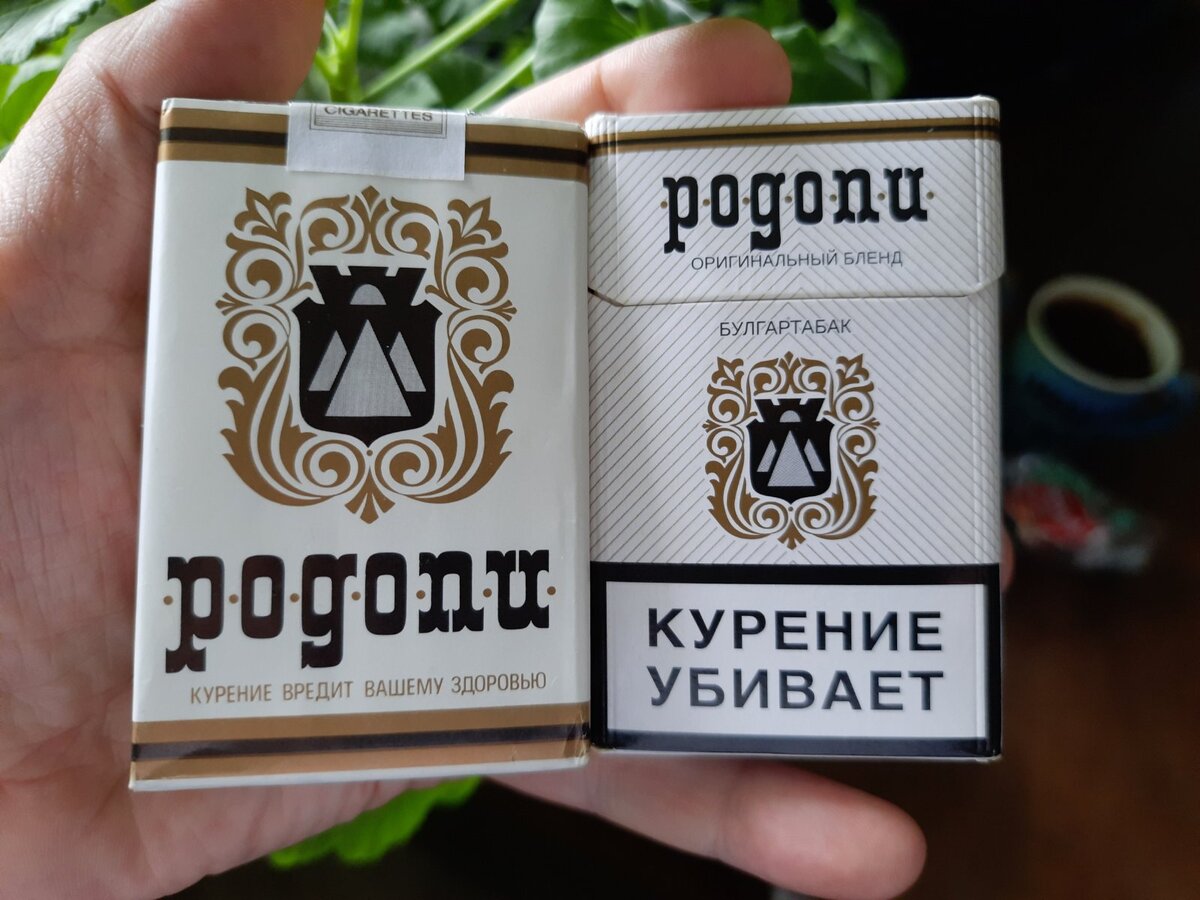 CIGARETTES
родопи
КУРЕНИЕ ВРЕДИТ ВАШЕМУ ЗДОРОВЬЮ
родопи
ОРИГИНАЛЬНЫЙ БЛЕНД
БУЛГАРТАБАК
КУРЕНИЕ
УБИВАЕТ